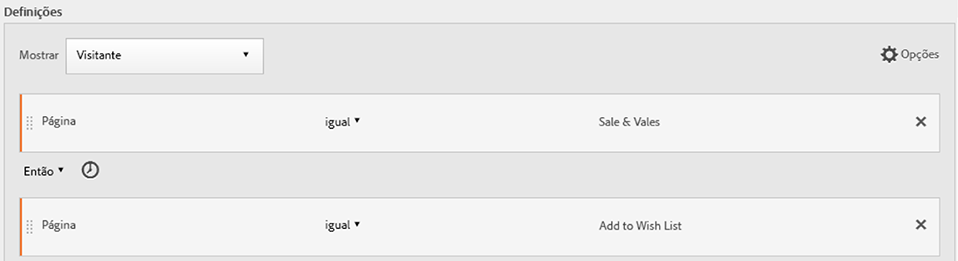 Definições
Mostrar Visitante Opções
Página igual Sale & Vales
Então
Página igual Add to Wish List